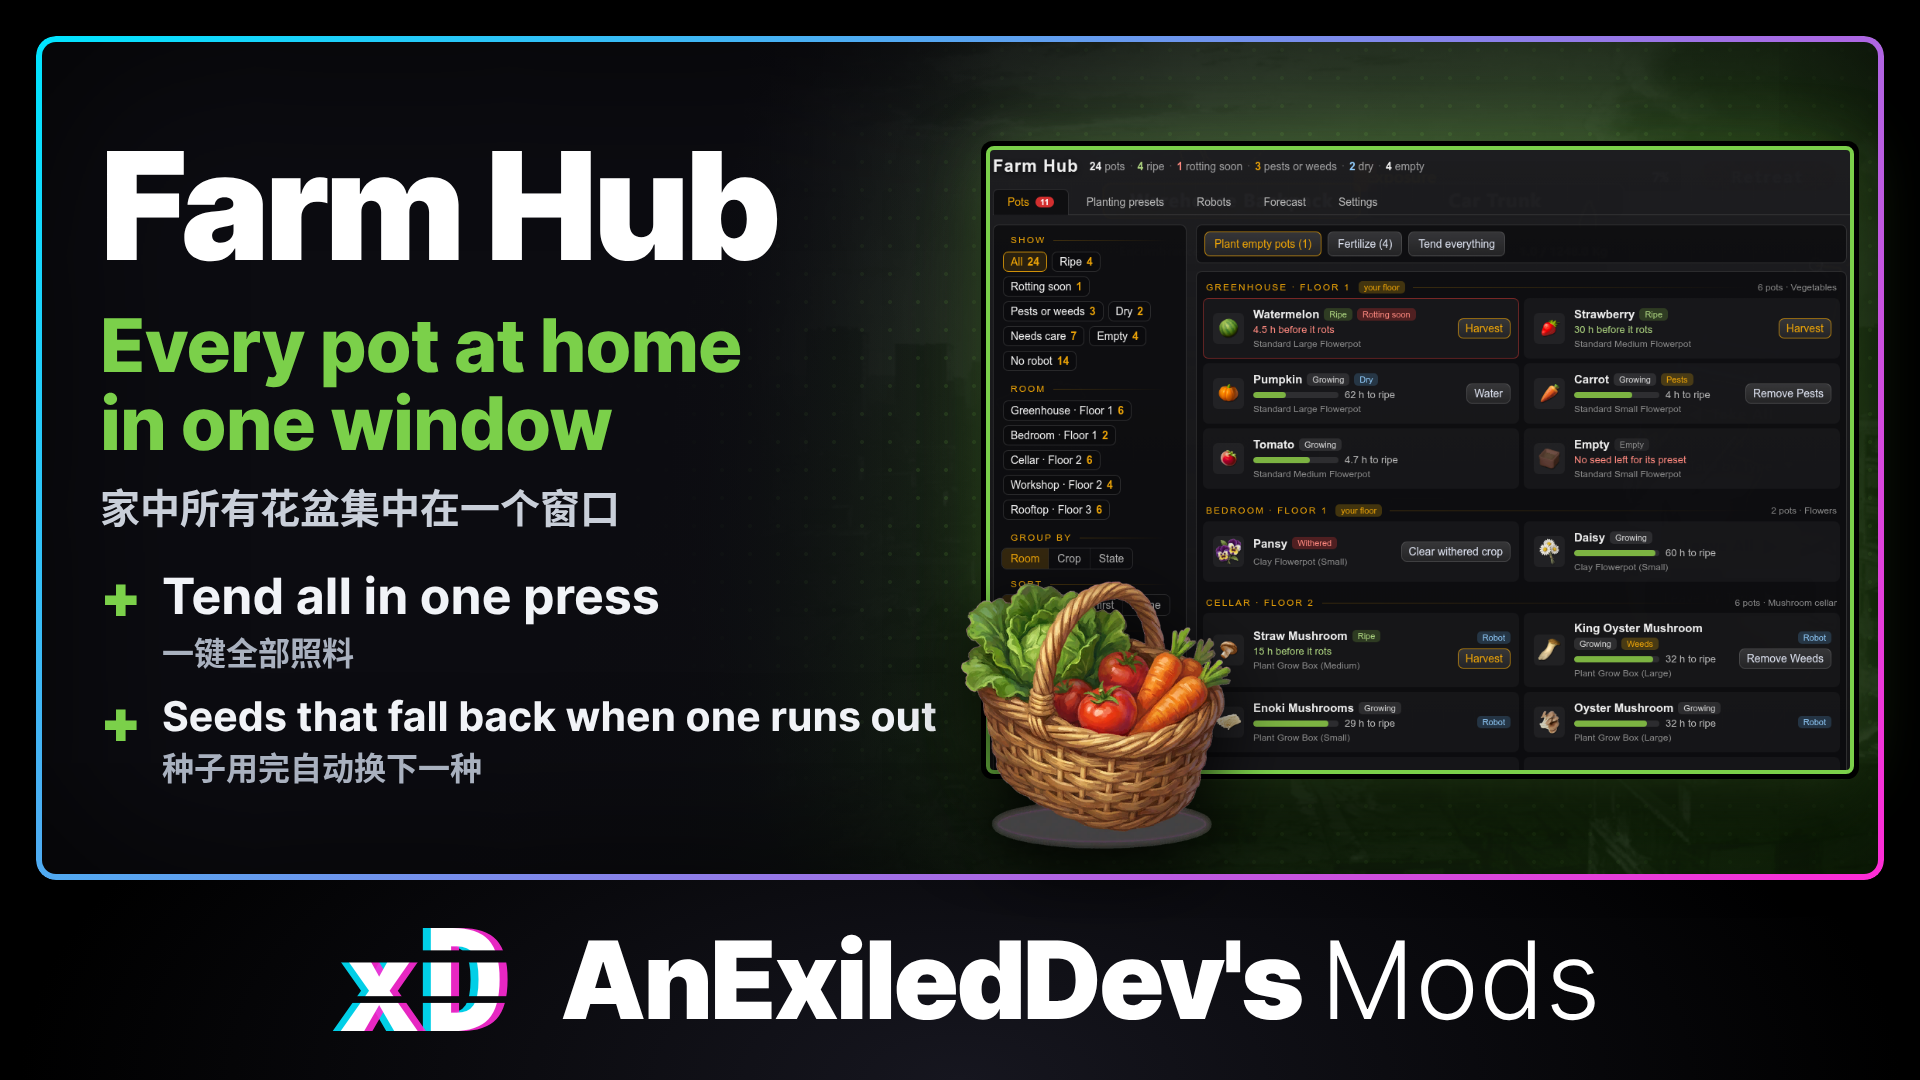 Farm Hub
Every pot at home
in one window
家中所有花盆集中在一个窗口
+ Tend all in one press
一键全部照料
+ Seeds that fall back when one runs out
种子用完自动换下一种
Farm Hub 24 pots · 4 ripe · 1 rotting soon · 3 pests or weeds · 2 dry · 4 empty
Pots 11 Planting presets Robots Forecast Settings
SHOW
All 24 Ripe 4
Rotting soon 1
Pests or weeds 3 Dry 2
Needs care 7 Empty 4
No robot 14
ROOM
Greenhouse · Floor 1 6
Bedroom · Floor 1 2
Cellar · Floor 2 6
Workshop · Floor 2 4
Rooftop · Floor 3 6
GROUP BY
Room Crop State
SORT
Plant empty pots (1) Fertilize (4) Tend everything
GREENHOUSE · FLOOR 1 your floor 6 pots · Vegetables
Watermelon Ripe Rotting soon
4.5 h before it rots
Standard Large Flowerpot
Harvest
Strawberry Ripe
30 h before it rots
Standard Medium Flowerpot
Harvest
Pumpkin Growing Dry
62 h to ripe
Standard Large Flowerpot
Water
Carrot Growing Pests
4 h to ripe
Standard Small Flowerpot
Remove Pests
Tomato Growing
4.7 h to ripe
Standard Medium Flowerpot
Empty Empty
No seed left for its preset
Standard Small Flowerpot
BEDROOM · FLOOR 1 your floor 2 pots · Flowers
Pansy Withered
Clay Flowerpot (Small)
Clear withered crop
Daisy Growing
60 h to ripe
Clay Flowerpot (Small)
CELLAR · FLOOR 2 6 pots · Mushroom cellar
Straw Mushroom Ripe
15 h before it rots
Plant Grow Box (Medium)
Robot
Harvest
King Oyster Mushroom
Growing Weeds
32 h to ripe
Plant Grow Box (Large)
Robot
Remove Weeds
Enoki Mushrooms Growing
29 h to ripe
Plant Grow Box (Small)
Robot
Oyster Mushroom Growing
32 h to ripe
Plant Grow Box (Large)
Robot
xD AnExiledDev's Mods